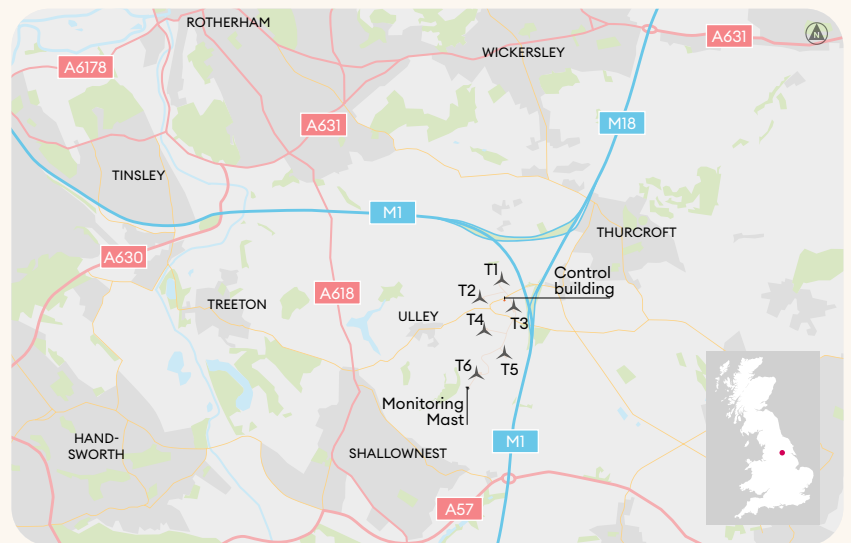 ROTHERHAM
WICKERSLEY
A631
N
A6178
A631
M18
TINSLEY
M1
THURCROFT
A630
T1
Control
building
T2
A618
TREETON
ULLEY
T4
T3
T6
T5
Monitoring
Mast
HAND-
SWORTH
M1
SHALLOWNEST
A57